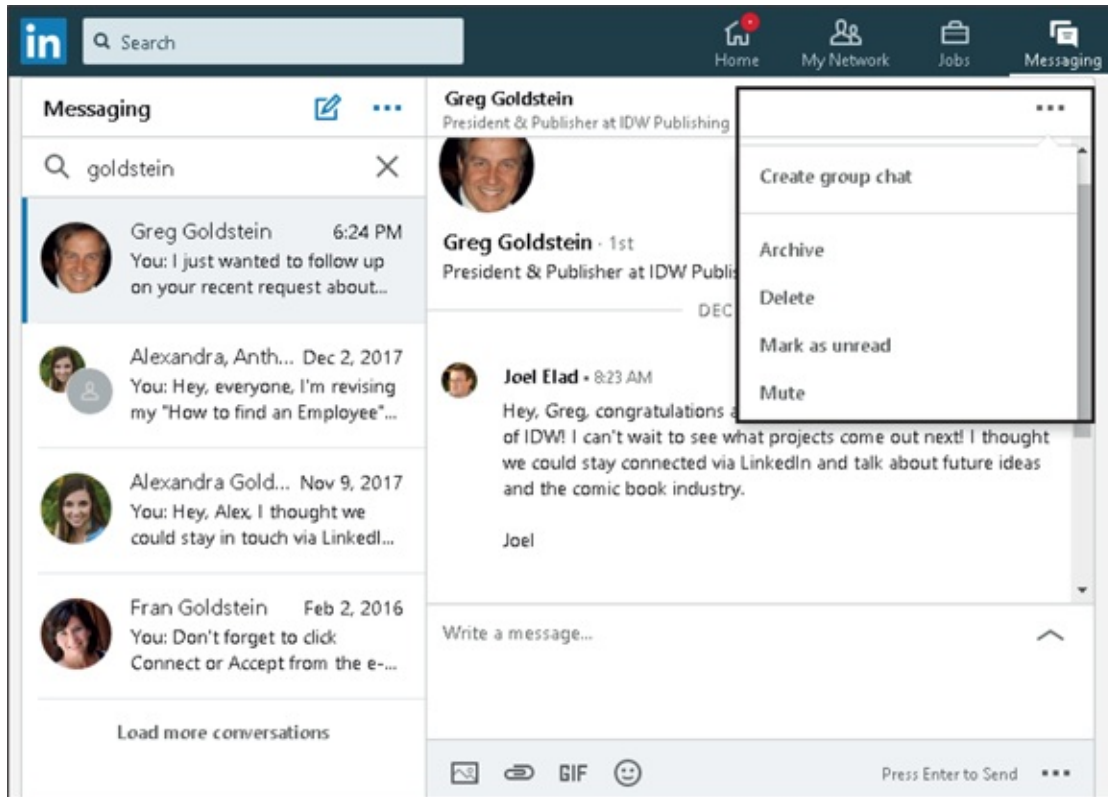 in
Search
Home
My Network
Jobs
Messaging
Messaging
goldstein
Greg Goldstein 6:24 PM
You: I just wanted to follow up
on your recent request about...
Alexandra, Anth... Dec 2, 2017
You: Hey, everyone, I'm revising
my "How to find an Employee"...
Alexandra Gold... Nov 9, 2017
You: Hey, Alex, I thought we
could stay in touch via LinkedI...
Fran Goldstein Feb 2, 2016
You: Don't forget to click
Connect or Accept from the e-...
Load more conversations
Greg Goldstein
President & Publisher at IDW Publishing
Greg Goldstein · 1st
President & Publisher at IDW Publis
DEC
Joel Elad • 8:23 AM
Hey, Greg, congratulations a
of IDW! I can't wait to see what projects come out next! I thought
we could stay connected via LinkedIn and talk about future ideas
and the comic book industry.
Joel
Create group chat
Archive
Delete
Mark as unread
Mute
Write a message...
GIF
Press Enter to Send